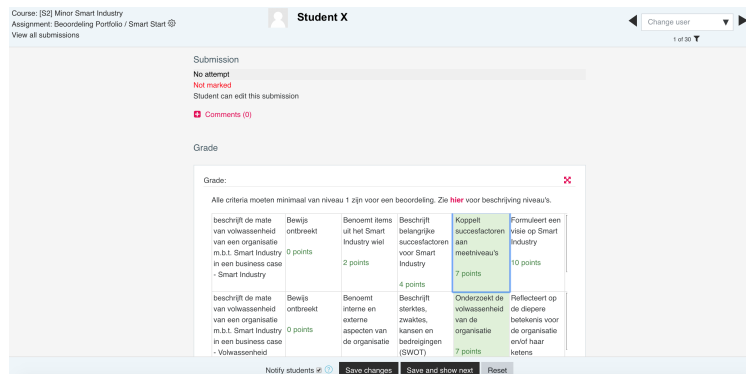 Course: [S2] Minor Smart Industry
Assignment: Beoordeling Portfolio / Smart Start
View all submissions
Student X
Change user
1 of 30
Submission
No attempt
Not marked
Student can edit this submission
Comments (0)
Grade
Grade:
Alle criteria moeten minimaal van niveau 1 zijn voor een beoordeling. Zie hier voor beschrijving niveau's.
beschrijft de mate
van volwassenheid
van een organisatie
m.b.t. Smart Industry
in een business case
- Smart Industry
Bewijs
ontbreekt
0 points
Benoemt items
uit het Smart
Industry wiel
2 points
Beschrijft
belangrijke
succesfactoren
voor Smart
Industry
4 points
Koppelt
succesfactoren
aan
meetniveau's
7 points
Formuleert een
visie op Smart
Industry
10 points
beschrijft de mate
van volwassenheid
van een organisatie
m.b.t. Smart Industry
in een business case
- Volwassenheid
Bewijs
ontbreekt
0 points
Benoemt
interne en
externe
aspecten van
de organisatie
Beschrijft
sterktes,
zwaktes,
kansen en
bedreigingen
(SWOT)
Onderzoekt de
volwassenheid
van de
organisatie
7 points
Reflecteert op
de diepere
betekenis voor
de organisatie
en/of haar
ketens
Notify students
Save changes
Save and show next
Reset